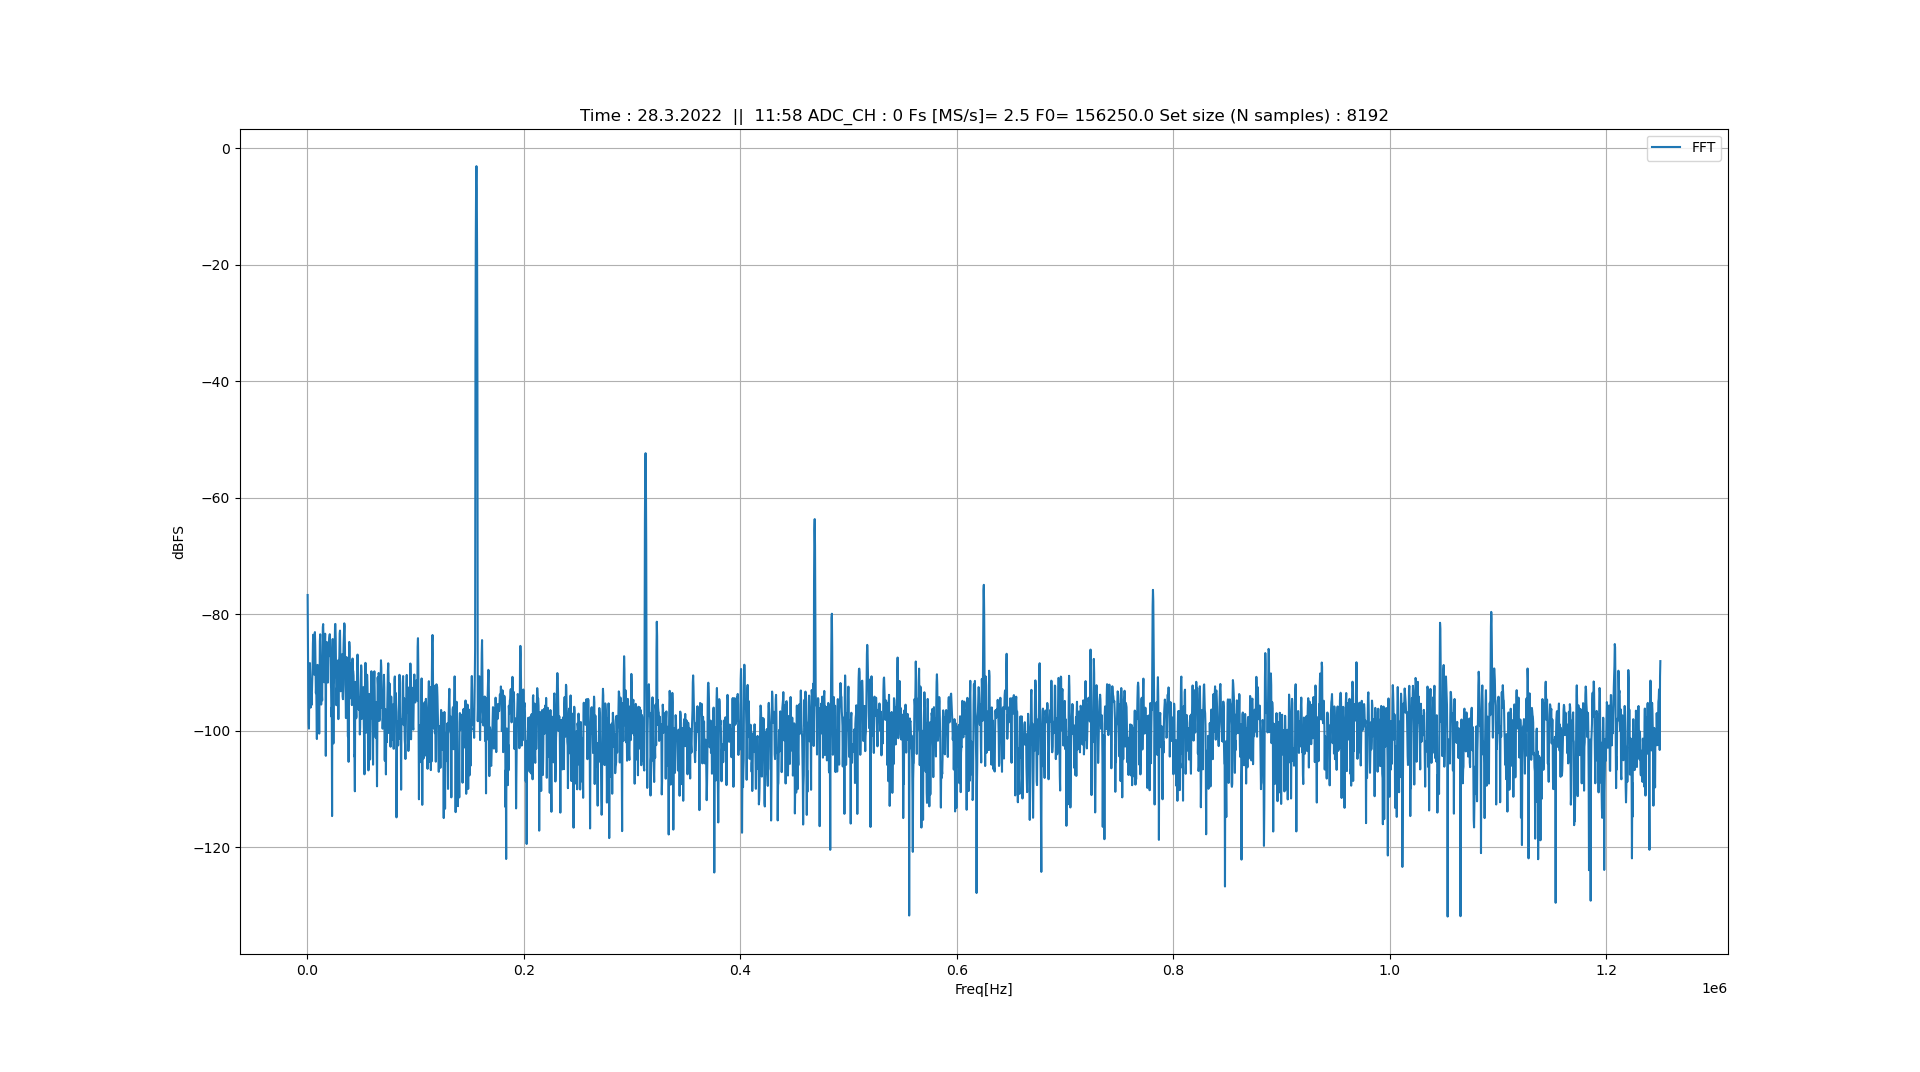 Time : 28.3.2022  ||  11:58 ADC_CH : 0 Fs [MS/s]= 2.5 F0= 156250.0 Set size (N samples) : 8192
FFT
0
−20
−40
−60
−80
−100
−120
dBFS
0.0 0.2 0.4 0.6 0.8 1.0 1.2
Freq[Hz]
1e6